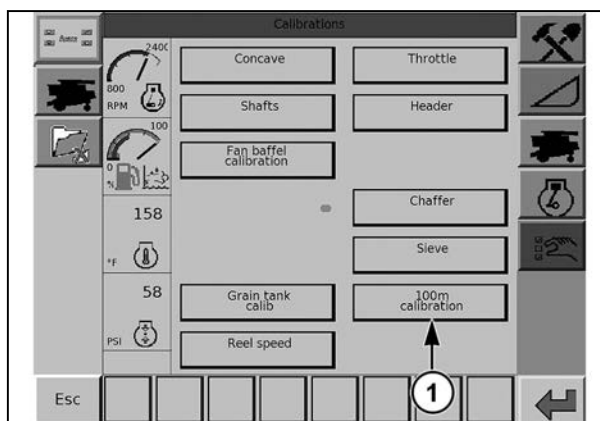 Calibrations
2400
800
RPM
Concave
Throttle
Shafts
Header
100
0
%
Fan baffel
calibration
158
°F
Chaffer
Sieve
58
PSI
Grain tank
calib
100m
calibration
Reel speed
1
Esc